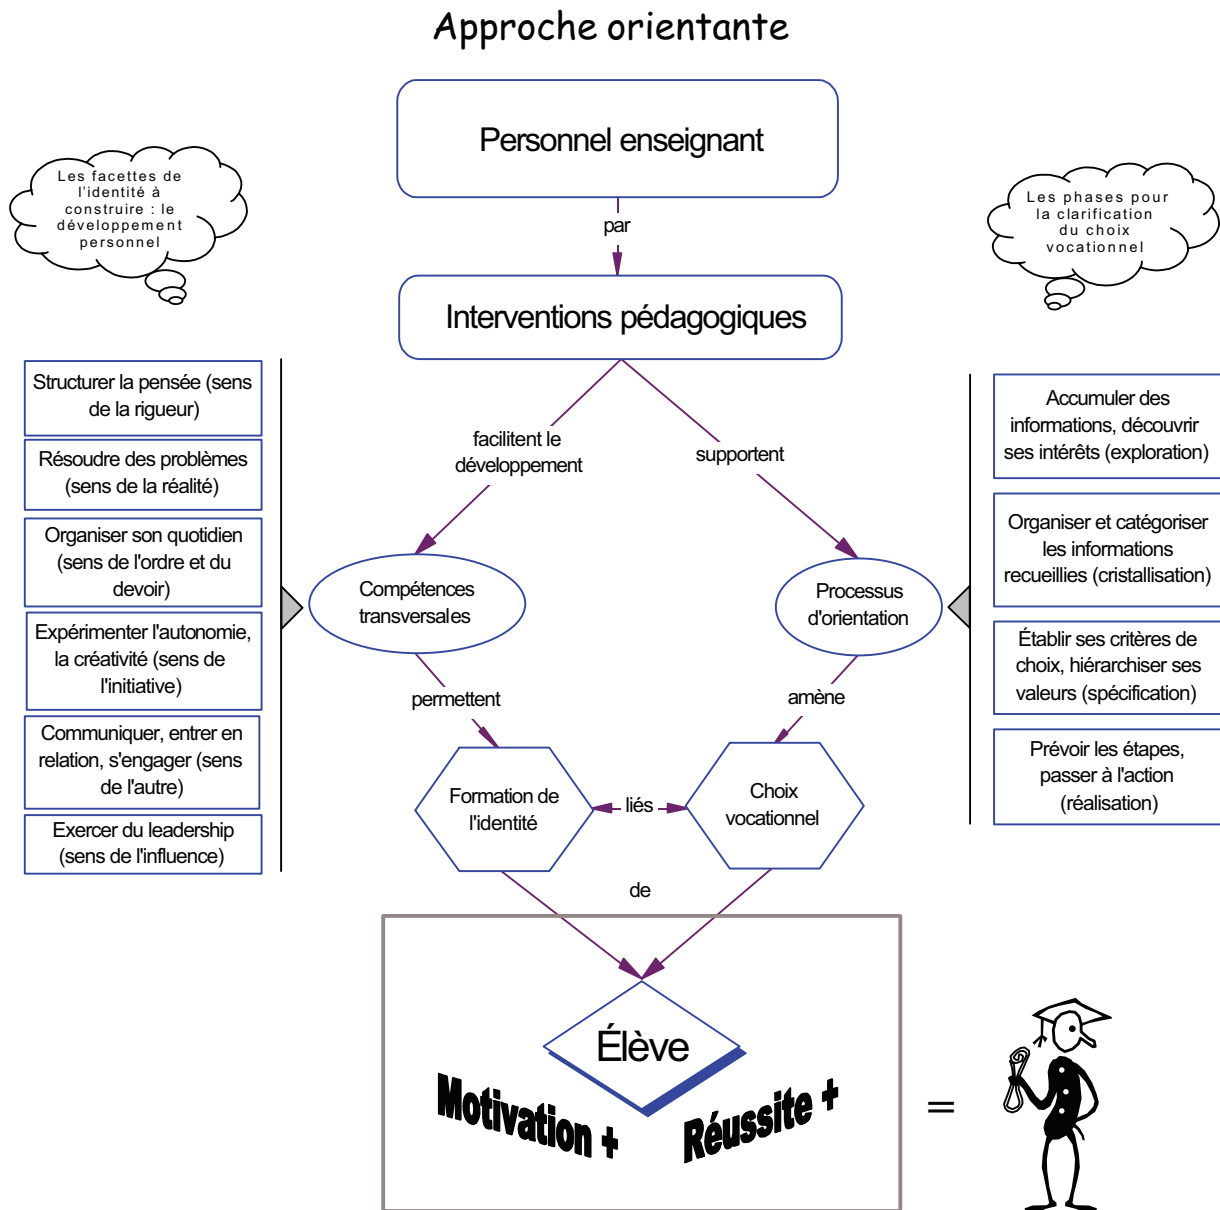 Approche orientante
Personnel enseignant
Les facettes de
l'identité à
construire : le
développement
personnel
Les phases pour
la clarification
du choix
vocationnel
par
Interventions pédagogiques
Structurer la pensée (sens
de la rigueur)
Résoudre des problèmes
(sens de la réalité)
Organiser son quotidien
(sens de l'ordre et du
devoir)
Expérimenter l'autonomie,
la créativité (sens de
l'initiative)
Communiquer, entrer en
relation, s'engager (sens
de l'autre)
Exercer du leadership
(sens de l'influence)
facilitent le
développement
supportent
Compétences
transversales
Processus
d'orientation
permettent
amène
Formation de
l'identité
liés
Choix
vocationnel
de
Accumuler des
informations, découvrir
ses intérêts (exploration)
Organiser et catégoriser
les informations
recueillies (cristallisation)
Établir ses critères de
choix, hiérarchiser ses
valeurs (spécification)
Prévoir les étapes,
passer à l'action
(réalisation)
Élève
Motivation +
Réussite +
=